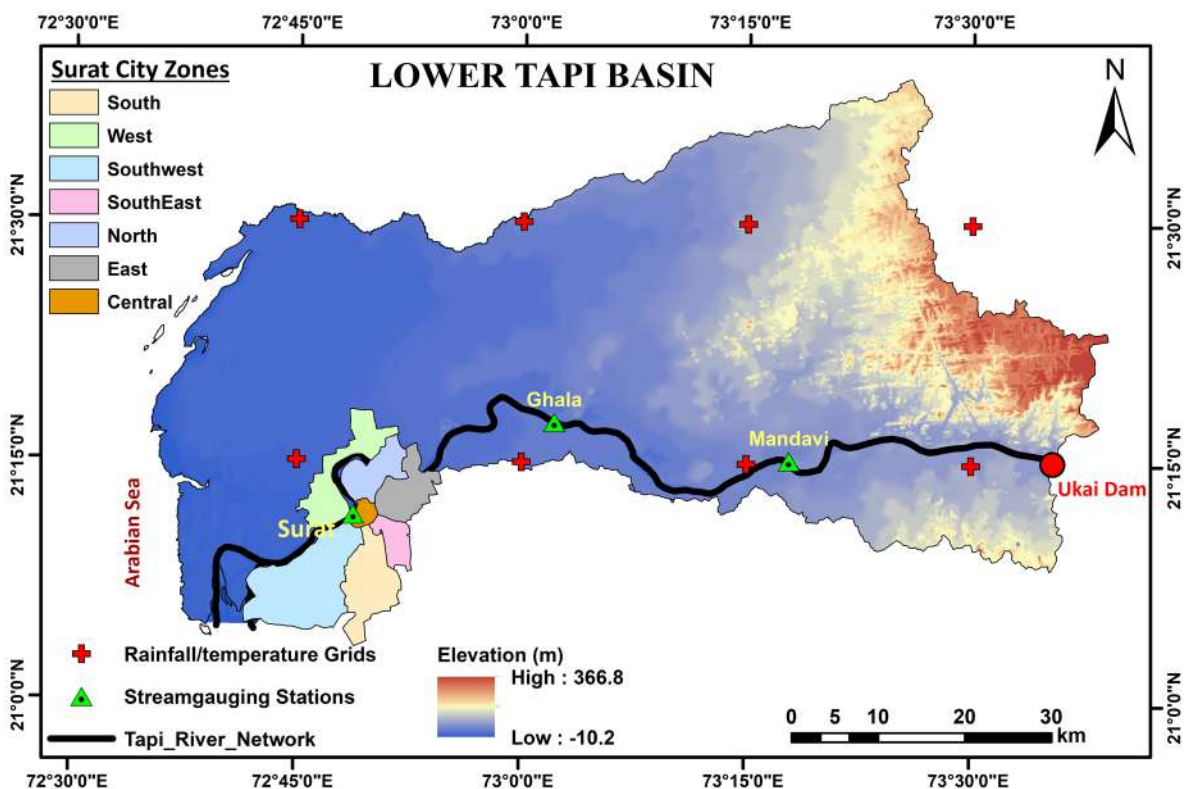 72°30'0"E 72°45'0"E 73°0'0"E 73°15'0"E 73°30'0"E
LOWER TAPI BASIN
N
Surat City Zones
South
West
Southwest
SouthEast
North
East
Central
21°30'0"N
21°30'0"N
21°15'0"N
21°15'0"N
21°0'0"N
21°0'0"N
Ghala
Mandavi
Ukai Dam
Surat
Arabian Sea
Rainfall/temperature Grids
Streamgauging Stations
Tapi_River_Network
Elevation (m)
High : 366.8
Low : -10.2
0 5 10 20 30
km
72°30'0"E 72°45'0"E 73°0'0"E 73°15'0"E 73°30'0"E